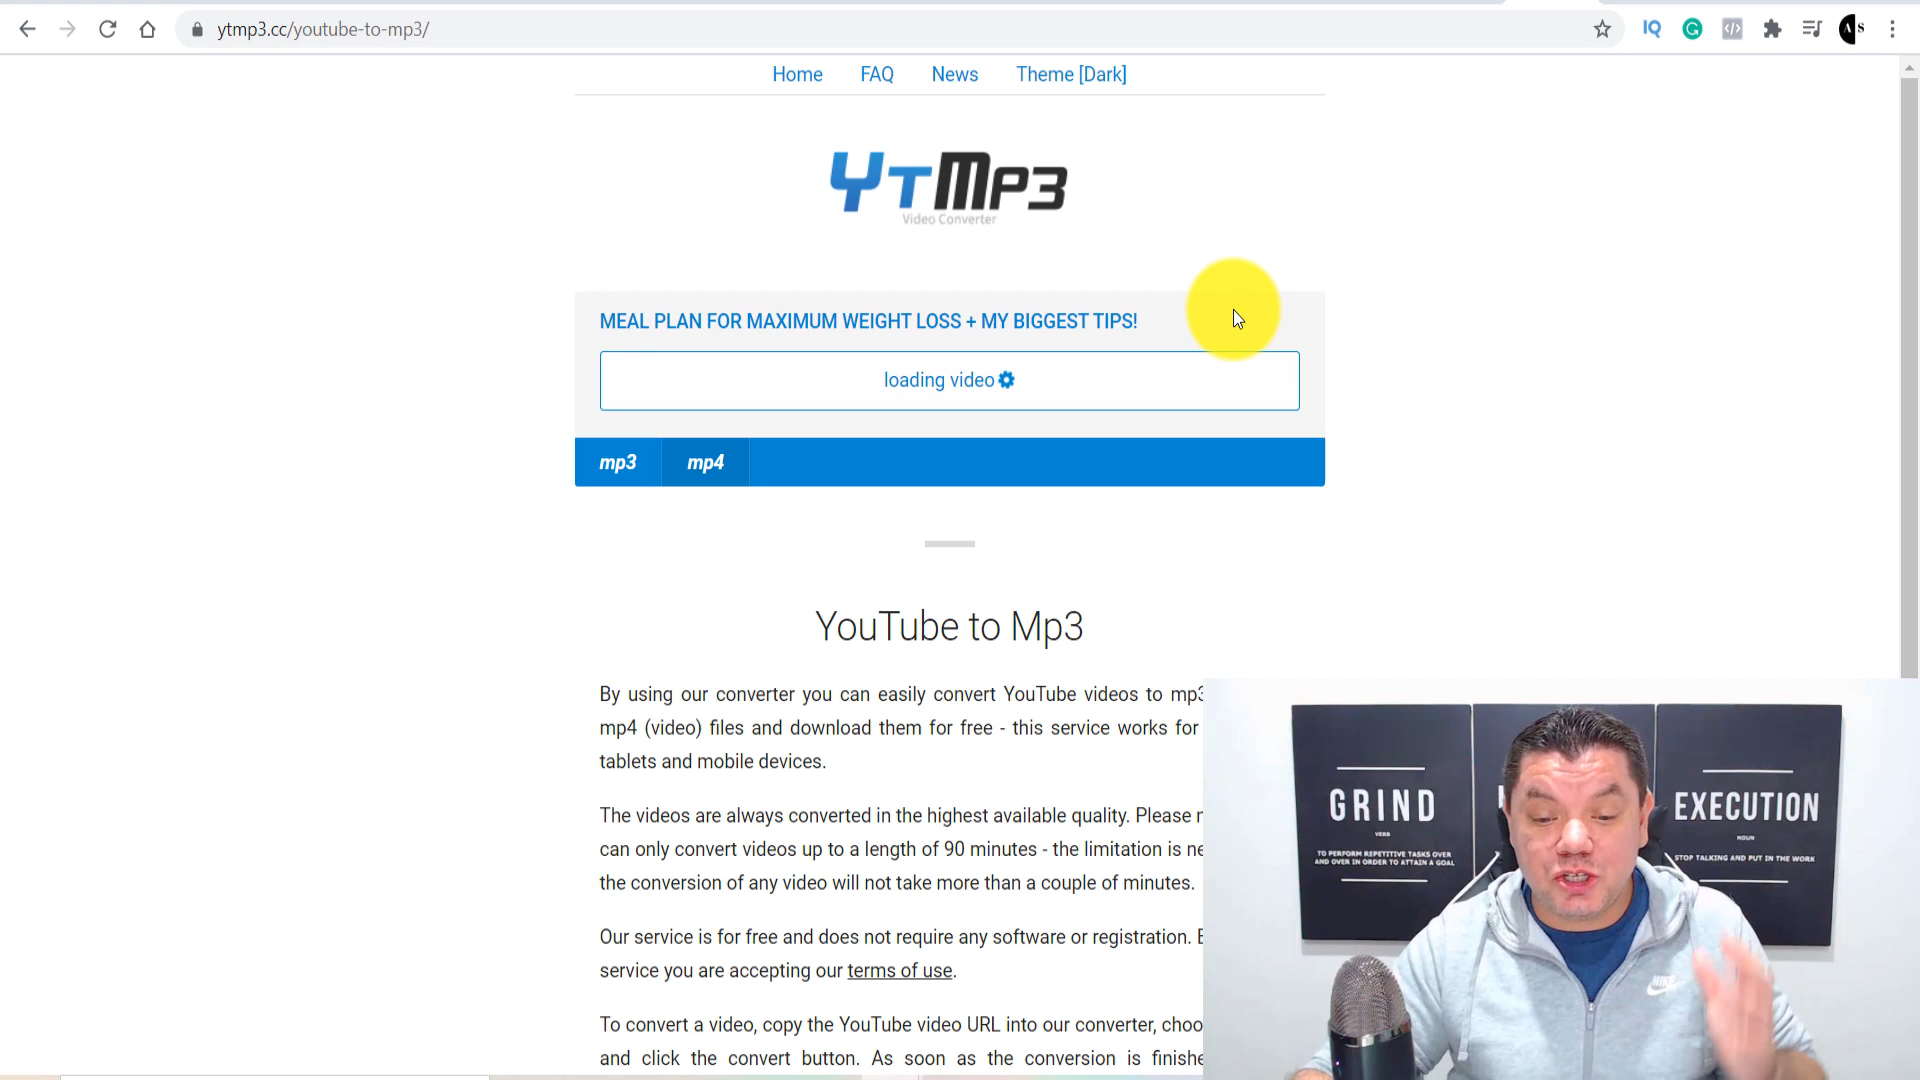 ytmp3.cc/youtube-to-mp3/
Home FAQ News Theme [Dark]
YTMP3
Video Converter
MEAL PLAN FOR MAXIMUM WEIGHT LOSS + MY BIGGEST TIPS!
loading video
mp3 mp4
YouTube to Mp3
By using our converter you can easily convert YouTube videos to mp3
mp4 (video) files and download them for free - this service works for
tablets and mobile devices.
The videos are always converted in the highest available quality. Please
can only convert videos up to a length of 90 minutes - the limitation is
the conversion of any video will not take more than a couple of minutes.
Our service is for free and does not require any software or registration.
service you are accepting our terms of use.
To convert a video, copy the YouTube video URL into our converter,
and click the convert button. As soon as the conversion is
GRIND
VERB
TO PERFORM REPETITIVE TASKS OVER
AND OVER IN ORDER TO ATTAIN A GOAL
EXECUTION
NOUN
STOP TALKING AND PUT IN THE WORK
NIKE
IQ
A S